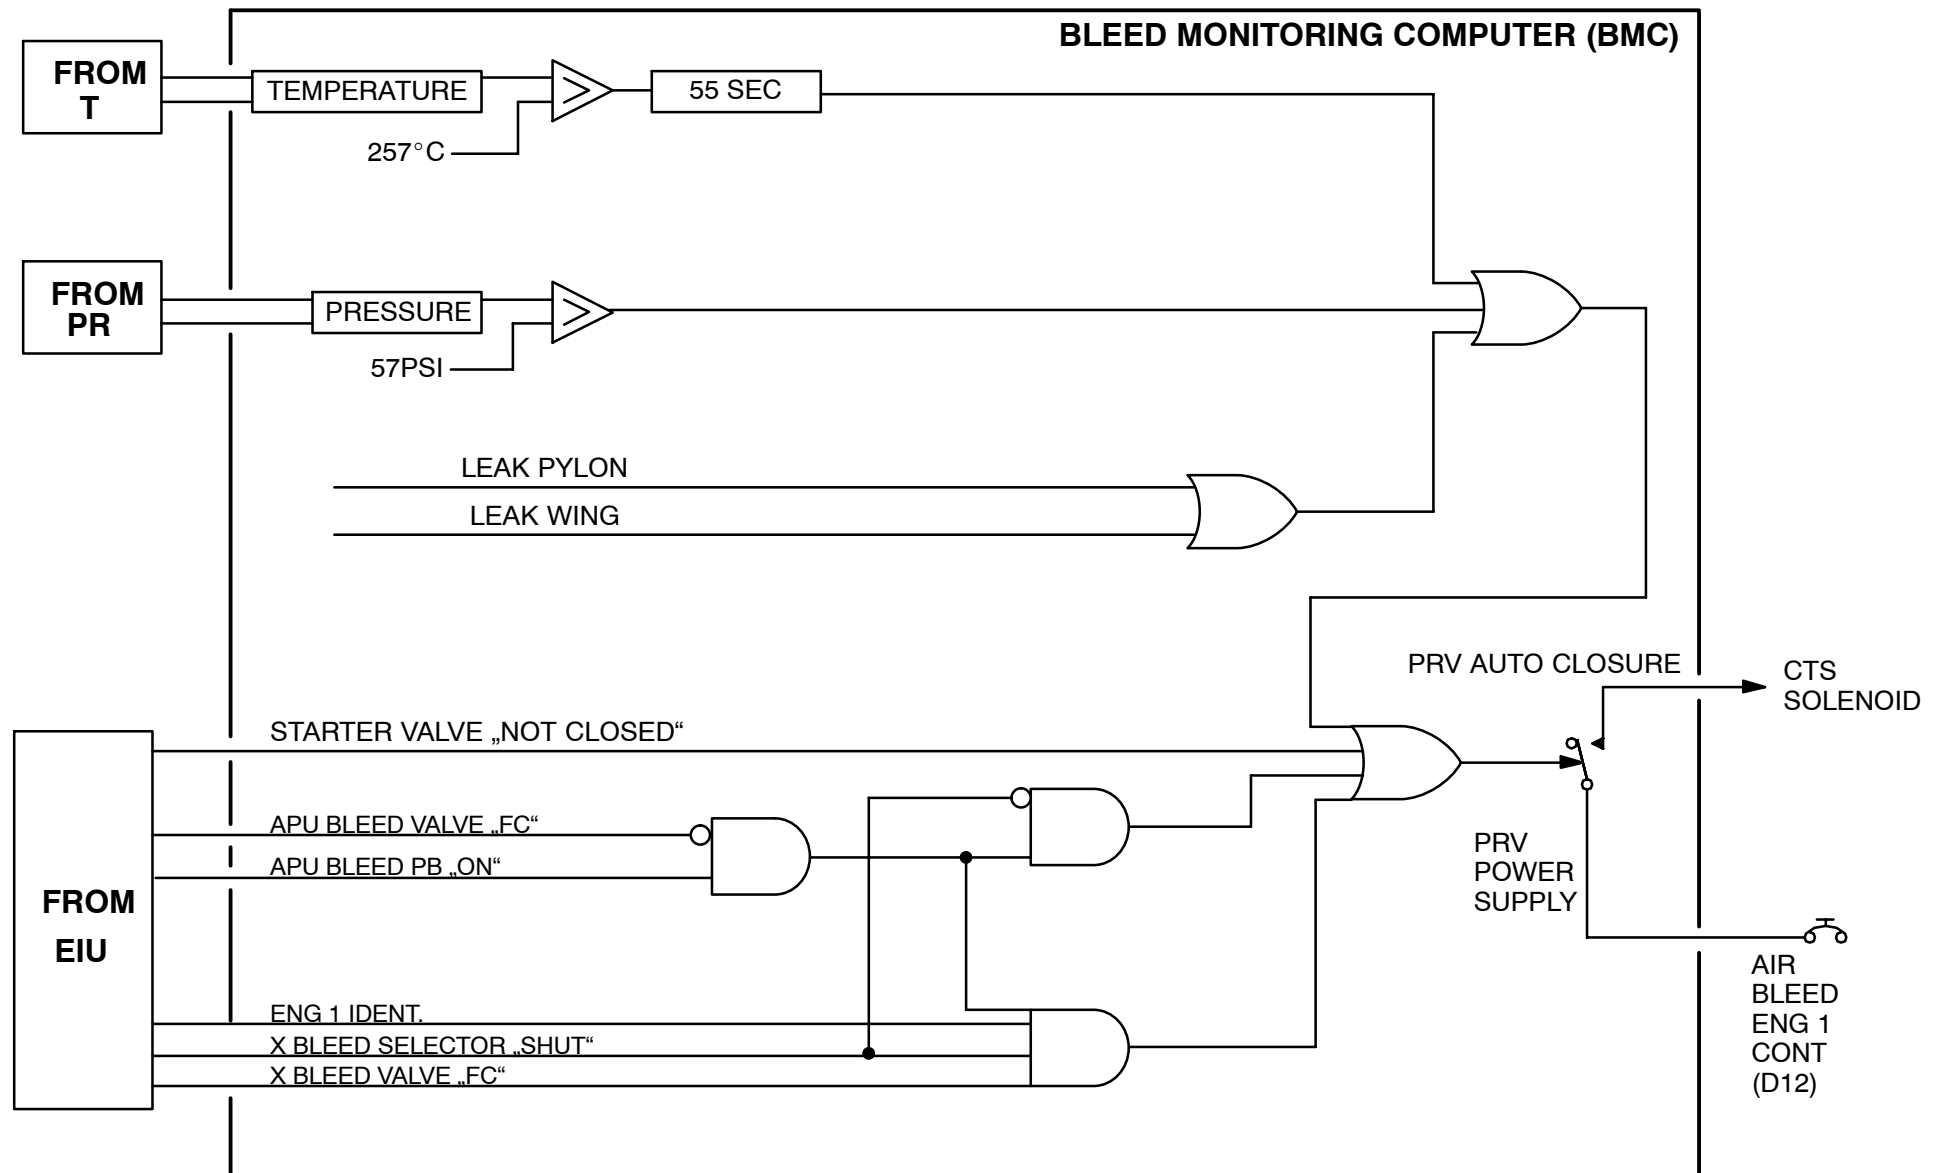 BLEED MONITORING COMPUTER (BMC)
FROM
T
TEMPERATURE
55 SEC
257°C
FROM
PR
PRESSURE
57PSI
LEAK PYLON
LEAK WING
PRV AUTO CLOSURE
CTS
SOLENOID
STARTER VALVE „NOT CLOSED“
APU BLEED VALVE „FC“
APU BLEED PB „ON“
PRV
POWER
SUPPLY
FROM
EIU
AIR
BLEED
ENG 1
CONT
(D12)
ENG 1 IDENT.
X BLEED SELECTOR „SHUT“
X BLEED VALVE „FC“